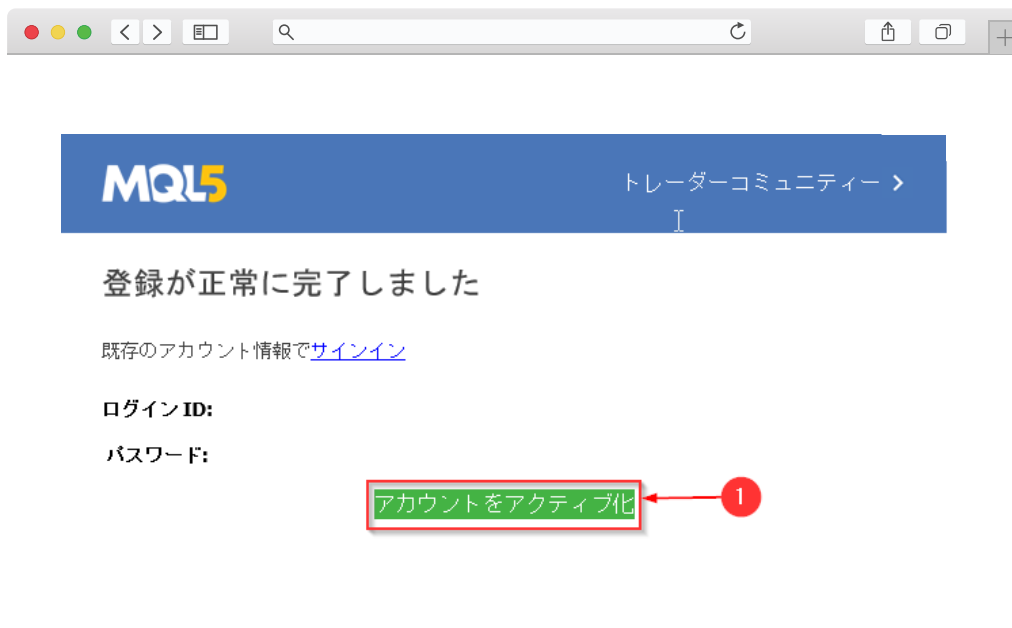 MQL5
トレーダーコミュニティー
登録が正常に完了しました
既存のアカウント情報でサインイン
ログイン ID:
パスワード:
アカウントをアクティブ化
1